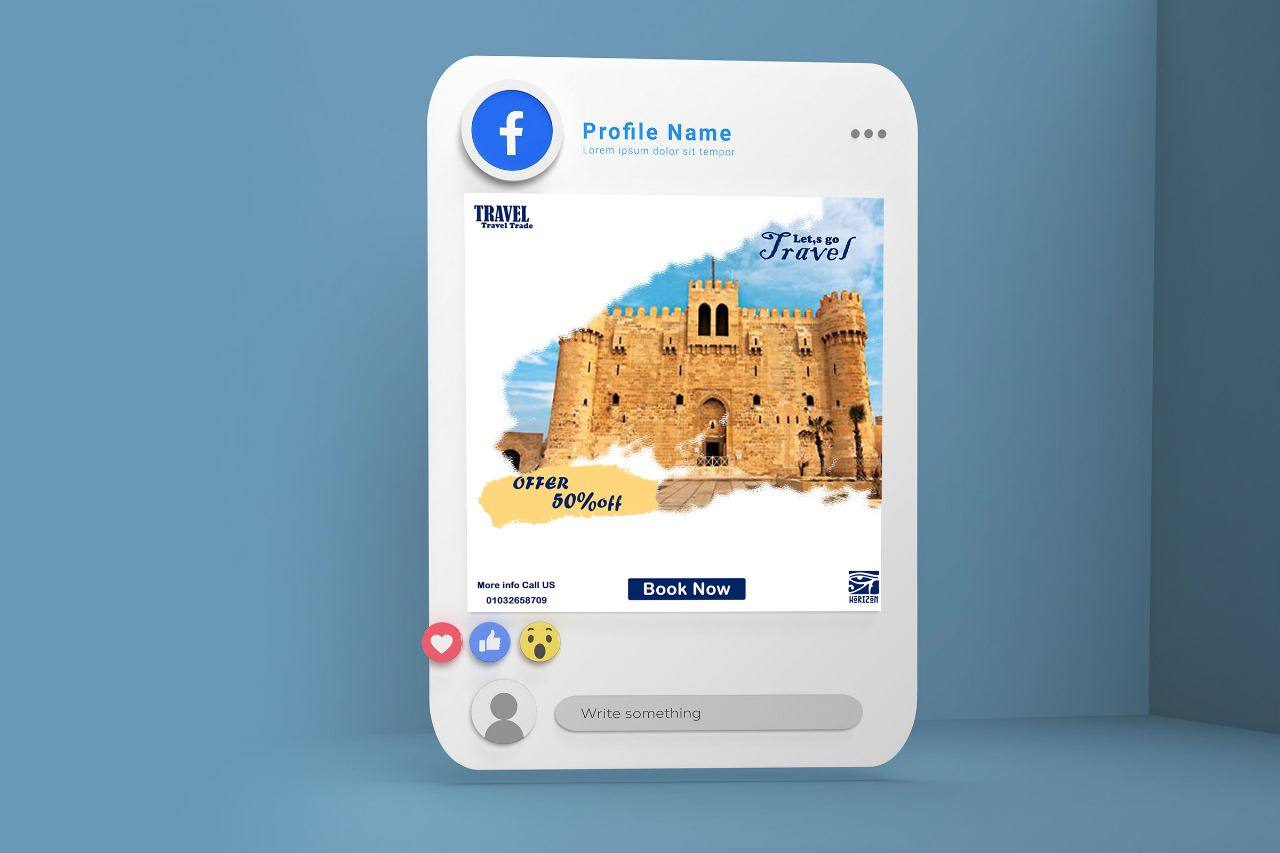 f
Profile Name
Lorem ipsum dolor sit tempor
TRAVEL
Travel Trade
Let,s go
Travel
OFFER
50%off
More info Call US
01032658709
Book Now
HORIZON
Write something